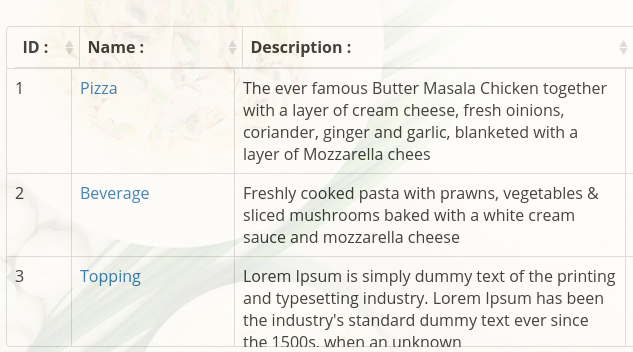 ID : Name : Description :
1 Pizza The ever famous Butter Masala Chicken together
with a layer of cream cheese, fresh oinions,
coriander, ginger and garlic, blanketed with a
layer of Mozzarella chees
2 Beverage Freshly cooked pasta with prawns, vegetables &
sliced mushrooms baked with a white cream
sauce and mozzarella cheese
3 Topping Lorem Ipsum is simply dummy text of the printing
and typesetting industry. Lorem Ipsum has been
the industry's standard dummy text ever since
the 1500s, when an unknown